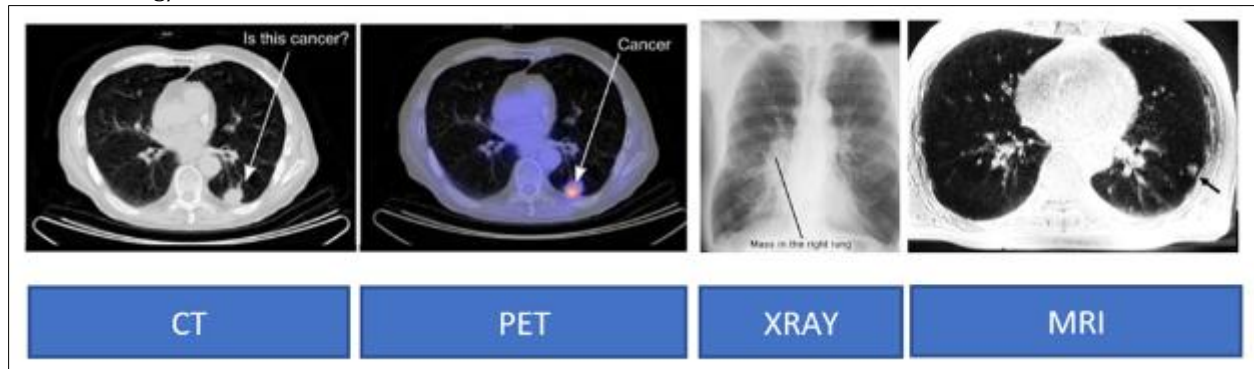 Is this cancer?
Cancer
Mass in the right lung
CT
PET
XRAY
MRI